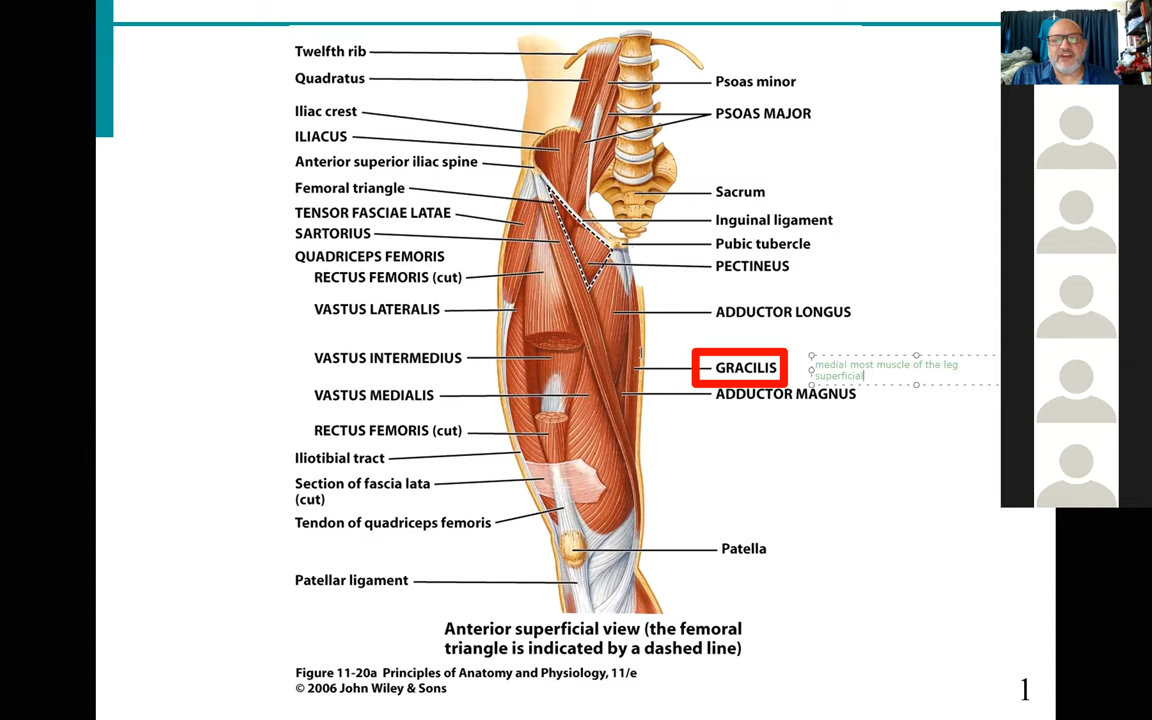 Twelfth rib
Quadratus
Iliac crest
ILIACUS
Anterior superior iliac spine
Femoral triangle
TENSOR FASCIAE LATAE
SARTORIUS
QUADRICEPS FEMORIS
RECTUS FEMORIS (cut)
VASTUS LATERALIS
VASTUS INTERMEDIUS
VASTUS MEDIALIS
RECTUS FEMORIS (cut)
Iliotibial tract
Section of fascia lata
(cut)
Tendon of quadriceps femoris
Patellar ligament
Psoas minor
PSOAS MAJOR
Sacrum
Inguinal ligament
Pubic tubercle
PECTINEUS
ADDUCTOR LONGUS
GRACILIS
medial most muscle of the leg
superficial
ADDUCTOR MAGNUS
Patella
Anterior superficial view (the femoral
triangle is indicated by a dashed line)
Figure 11-20a Principles of Anatomy and Physiology, 11/e
© 2006 John Wiley & Sons
1